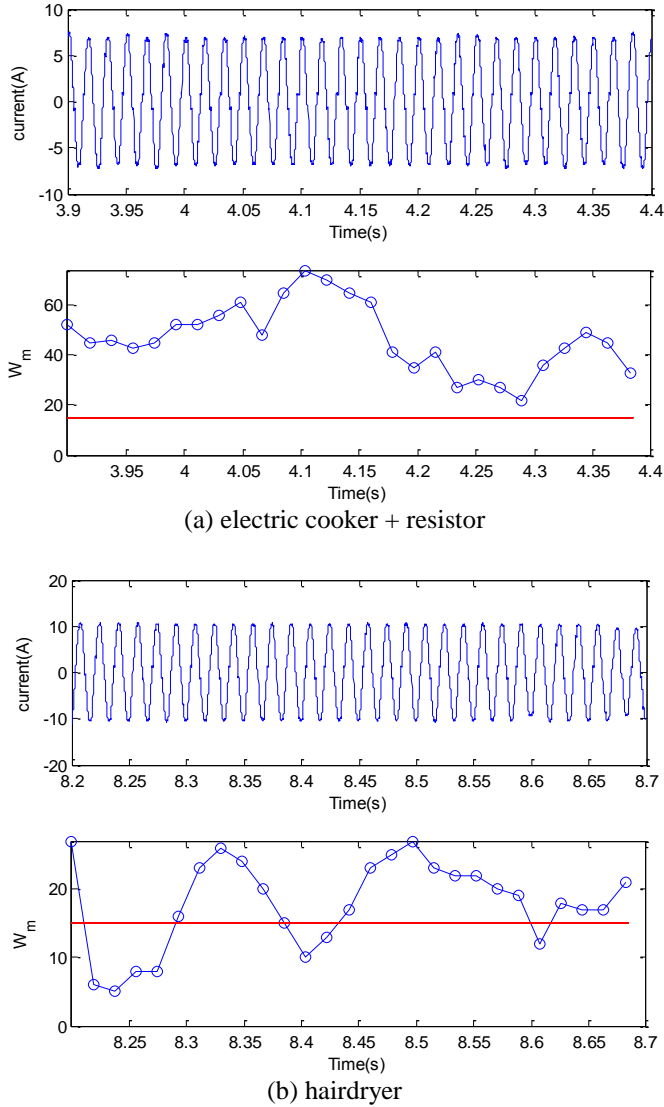 10
5
0
-5
-10
current(A)
3.9 3.95 4 4.05 4.1 4.15 4.2 4.25 4.3 4.35 4.4
Time(s)
60
40
20
0
W_m
3.95 4 4.05 4.1 4.15 4.2 4.25 4.3 4.35 4.4
Time(s)
(a) electric cooker + resistor
20
10
0
-10
-20
current(A)
8.2 8.25 8.3 8.35 8.4 8.45 8.5 8.55 8.6 8.65 8.7
Time(s)
20
10
0
W_m
8.25 8.3 8.35 8.4 8.45 8.5 8.55 8.6 8.65 8.7
Time(s)
(b) hairdryer